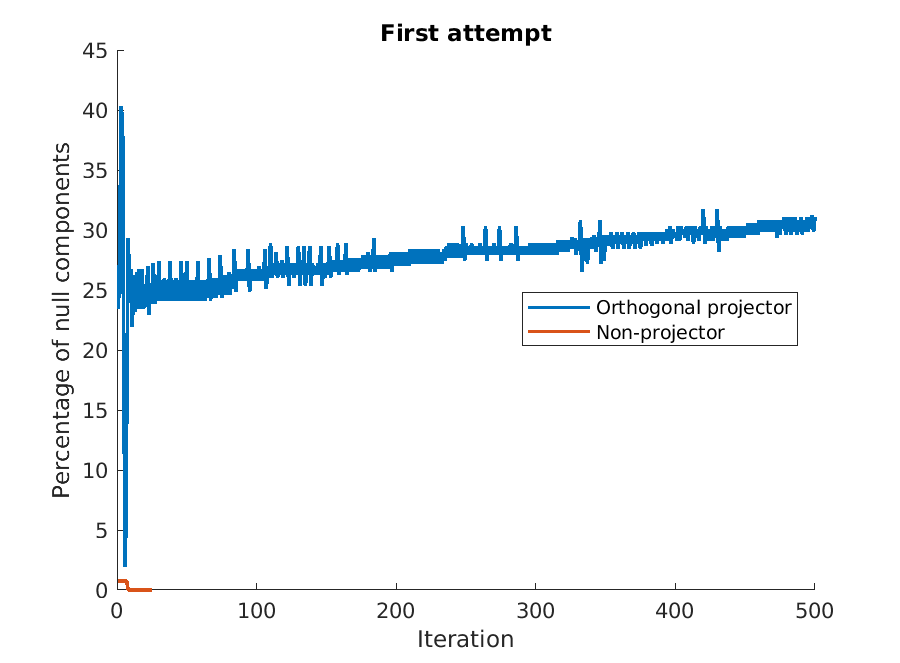 First attempt
Percentage of null components
45
40
35
30
25
20
15
10
5
0
Orthogonal projector
Non-projector
0 100 200 300 400 500
Iteration